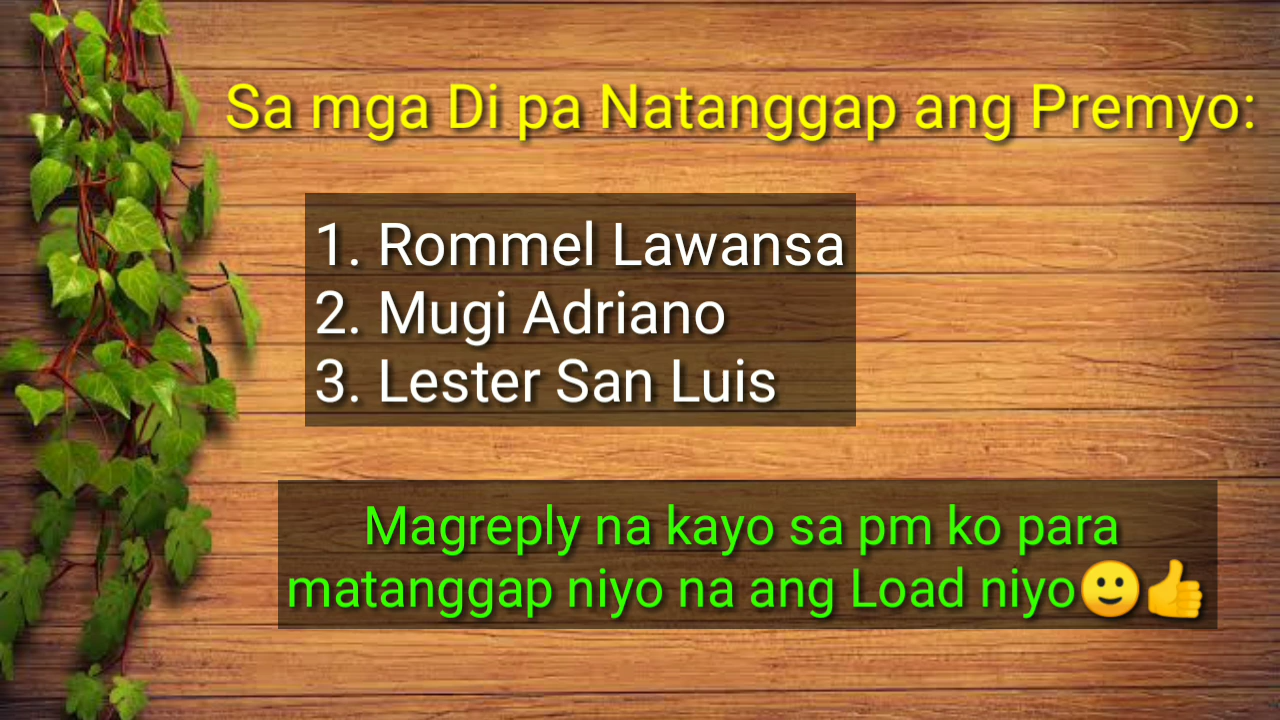 Sa mga Di pa Natanggap ang Premyo:
1. Rommel Lawansa
2. Mugi Adriano
3. Lester San Luis
Magreply na kayo sa pm ko para
matanggap niyo na ang Load niyo🙂👍